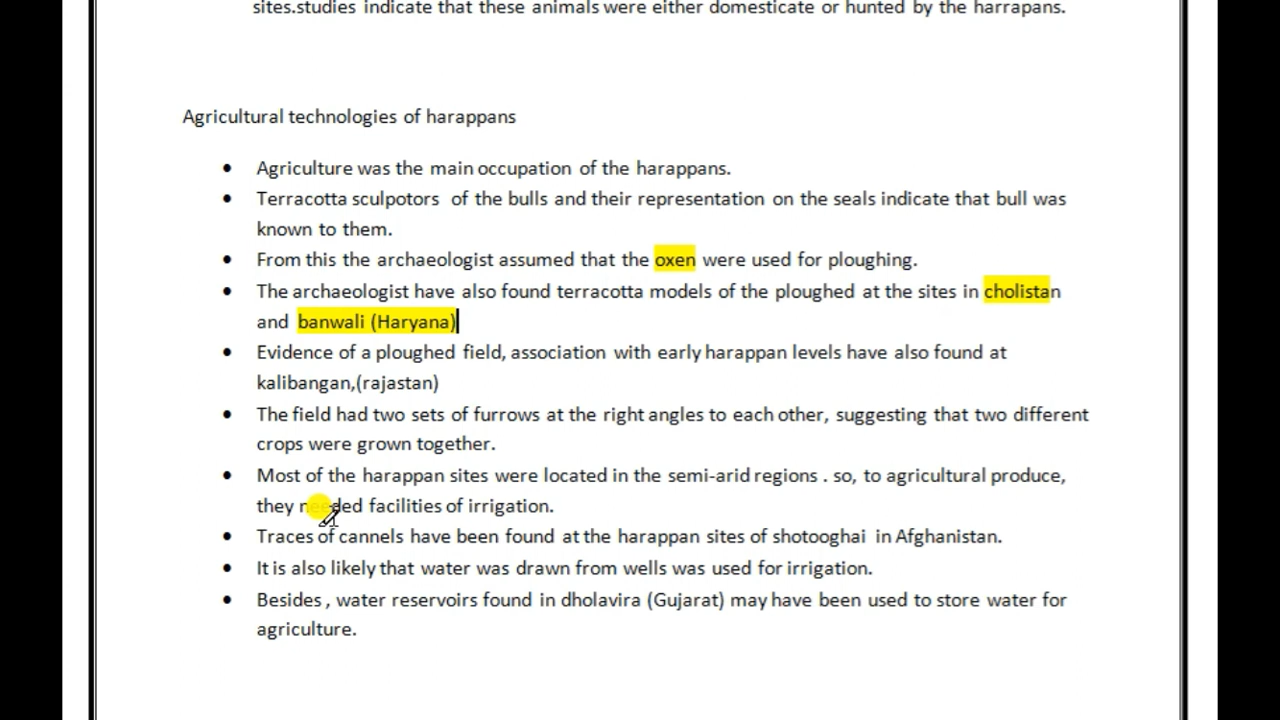 sites.studies indicate that these animals were either domesticate or hunted by the harrapans.
Agricultural technologies of harappans
• Agriculture was the main occupation of the harappans.
• Terracotta sculpotors of the bulls and their representation on the seals indicate that bull was
known to them.
• From this the archaeologist assumed that the oxen were used for ploughing.
• The archaeologist have also found terracotta models of the ploughed at the sites in cholistan
and banwali (Haryana)
• Evidence of a ploughed field, association with early harappan levels have also found at
kalibangan,(rajastan)
• The field had two sets of furrows at the right angles to each other, suggesting that two different
crops were grown together.
• Most of the harappan sites were located in the semi-arid regions . so, to agricultural produce,
they needed facilities of irrigation.
• Traces of cannels have been found at the harappan sites of shotooghai in Afghanistan.
• It is also likely that water was drawn from wells was used for irrigation.
• Besides , water reservoirs found in dholavira (Gujarat) may have been used to store water for
agriculture.